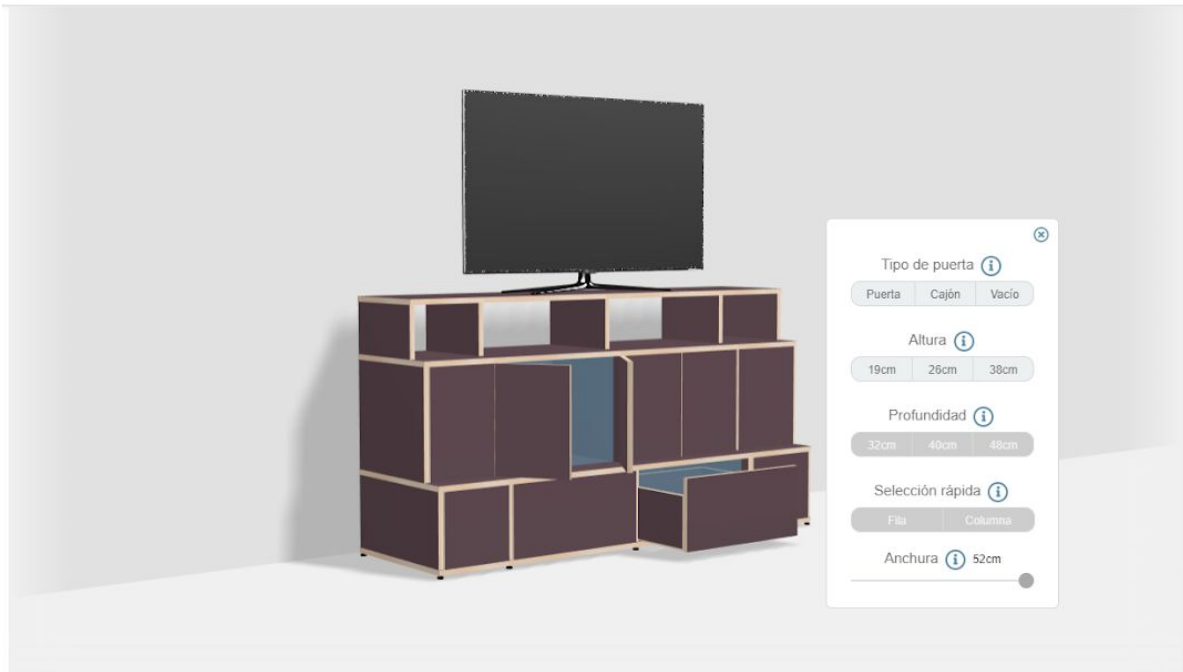 Tipo de puerta
Puerta Cajón Vacío
Altura
19cm 26cm 38cm
Profundidad
32cm 40cm 48cm
Selección rápida
Fila Columna
Anchura 52cm